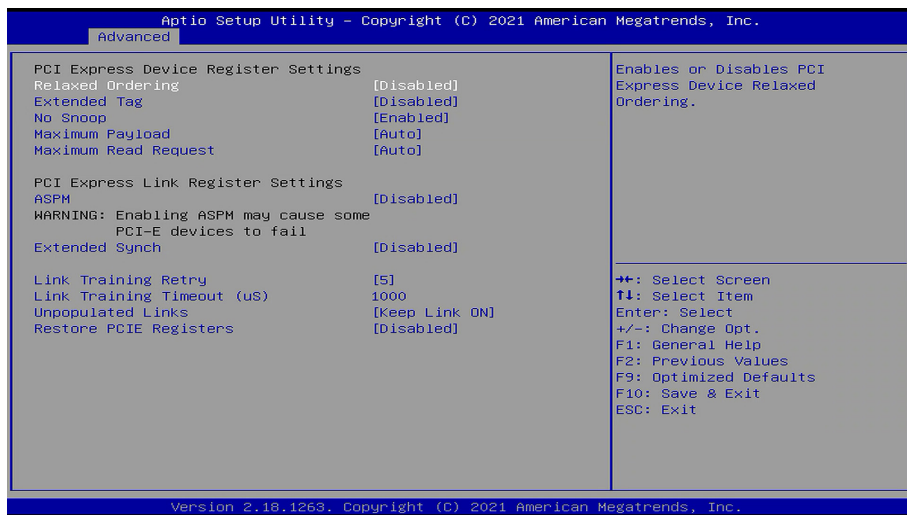 Aptio Setup Utility – Copyright (C) 2021 American Megatrends, Inc.
Advanced
PCI Express Device Register Settings
Relaxed Ordering [Disabled]
Extended Tag [Disabled]
No Snoop [Enabled]
Maximum Payload [Auto]
Maximum Read Request [Auto]
PCI Express Link Register Settings
ASPM [Disabled]
WARNING: Enabling ASPM may cause some
PCI-E devices to fail
Extended Synch [Disabled]
Link Training Retry [5]
Link Training Timeout (uS) 1000
Unpopulated Links [Keep Link ON]
Restore PCIE Registers [Disabled]
Enables or Disables PCI
Express Device Relaxed
Ordering.
→←: Select Screen
↑↓: Select Item
Enter: Select
+/-: Change Opt.
F1: General Help
F2: Previous Values
F9: Optimized Defaults
F10: Save & Exit
ESC: Exit
Version 2.18.1263. Copyright (C) 2021 American Megatrends, Inc.